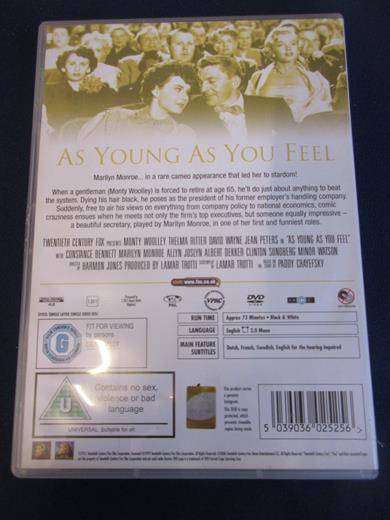 AS YOUNG AS YOU FEEL
Marilyn Monroe... in a rare cameo appearance that led her to stardom!
When a gentleman (Monty Woolley) is forced to retire at age 65, he'll do just about anything to beat
the system. Dying his hair black, he poses as the president of his former employer's handling company.
Suddenly, free to air his views on everything from company policy to national economics, comic
craziness ensues when he meets not only the firm's top executives, but someone equally impressive –
a beautiful secretary, played by Marilyn Monroe, in one of her first and funniest roles.
TWENTIETH CENTURY FOX PRESENTS MONTY WOOLLEY THELMA RITTER DAVID WAYNE JEAN PETERS IN "AS YOUNG AS YOU FEEL"
WITH CONSTANCE BENNETT MARILYN MONROE ALLYN JOSLYN ALBERT DEKKER CLINTON SUNDBERG MINOR WATSON
HARMON JONES PRODUCED BY LAMAR TROTTI LAMAR TROTTI PADDY CHAYEFSKY
visit: www.fox.co.uk
PAL
DVD
FIT FOR VIEWING
by persons
G
RUN TIME Approx 73 Minutes • Black & White
LANGUAGE English 2.0 Mono
MAIN FEATURE
SUBTITLES
Dutch, French, Swedish, English for the hearing impaired
U
Contains no sex,
violence or bad
language
UNIVERSAL Suitable for all
5 039036 025256 >